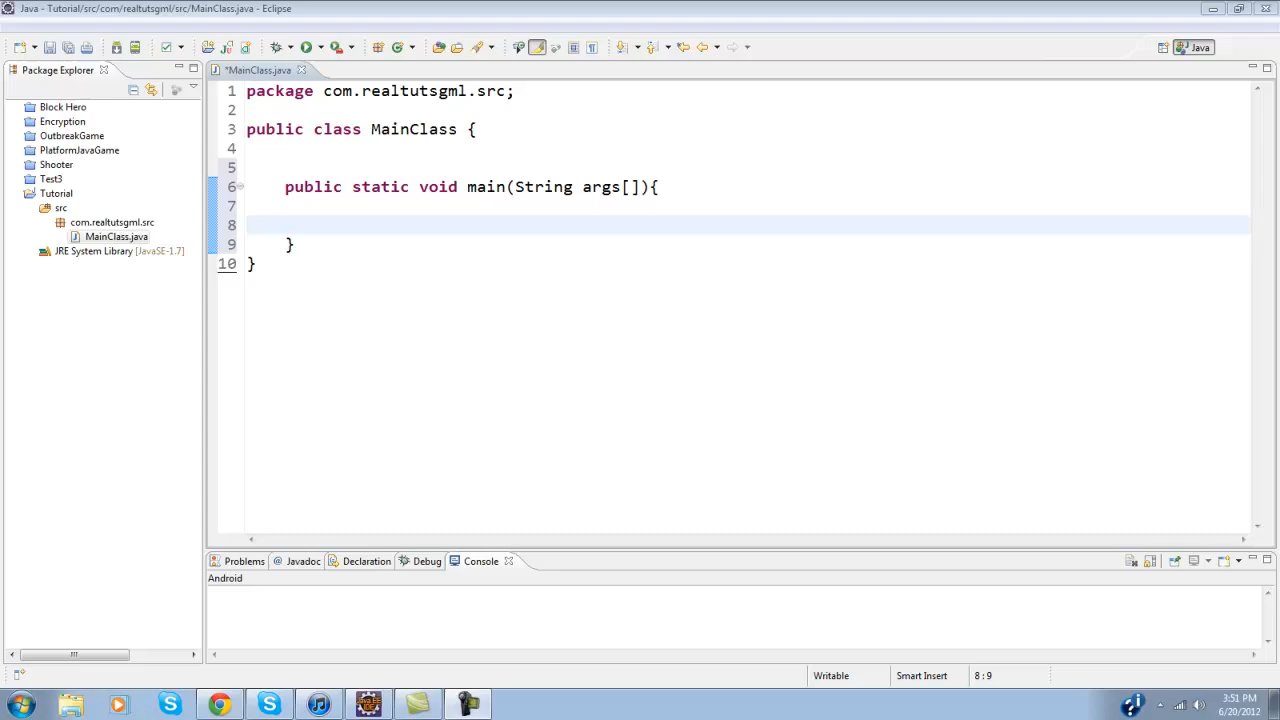 Java - Tutorial/src/com/realtutsgml/src/MainClass.java - Eclipse
Java
Package Explorer
*MainClass.java
Block Hero
Encryption
OutbreakGame
PlatformJavaGame
Shooter
Test3
Tutorial
src
com.realtutsgml.src
MainClass.java
JRE System Library [JavaSE-1.7]
1 package com.realtutsgml.src;
2
3 public class MainClass {
4
5
6 public static void main(String args[]){
7
8
9 }
10 }
Problems @ Javadoc Declaration Debug Console
Android
Writable Smart Insert 8 : 9
3:51 PM
6/20/2012